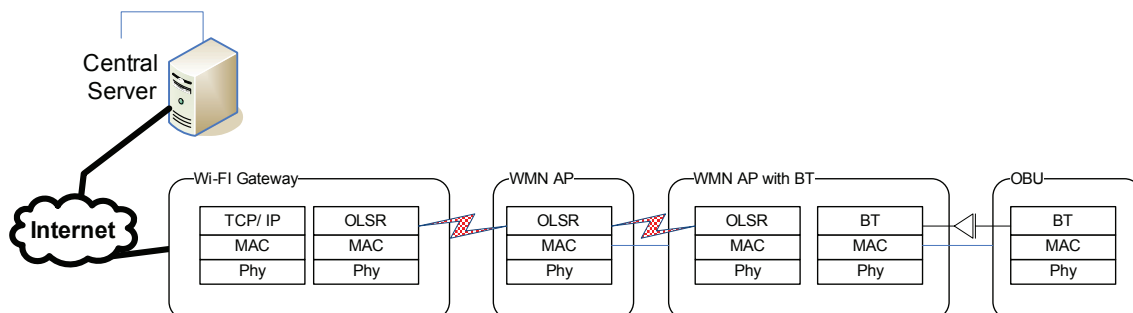 Central
Server
Internet
Wi-FI Gateway
TCP/ IP
MAC
Phy
OLSR
MAC
Phy
WMN AP
OLSR
MAC
Phy
WMN AP with BT
OLSR
MAC
Phy
BT
MAC
Phy
OBU
BT
MAC
Phy